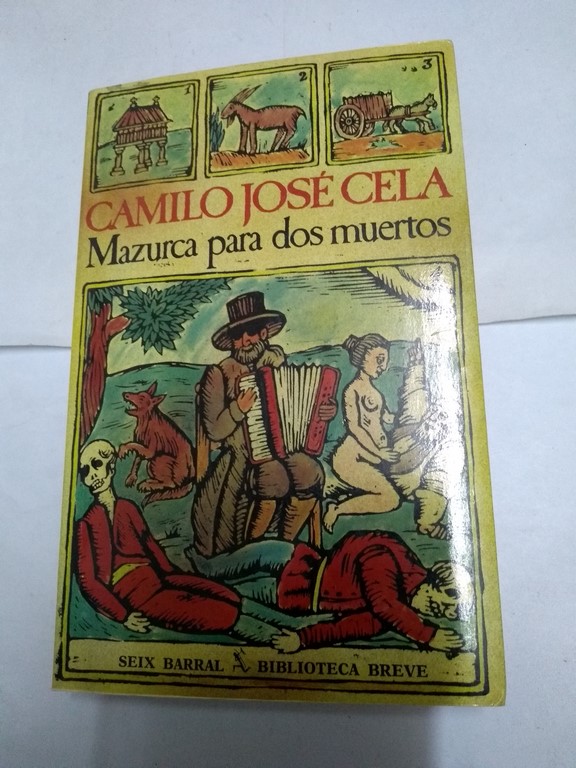 1
2
3
CAMILO JOSÉ CELA
Mazurca para dos muertos
SEIX BARRAL BIBLIOTECA BREVE